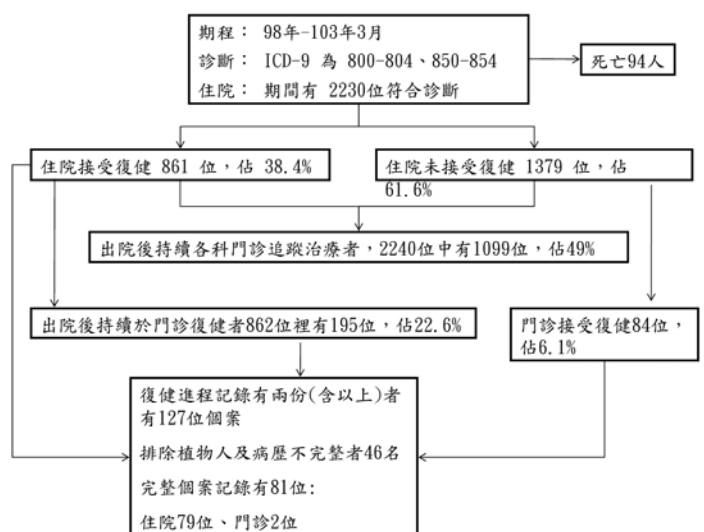 期程： 98年-103年3月
診斷： ICD-9 為 800-804、850-854
住院： 期間有 2230位符合診斷
死亡94人
住院接受復健 861 位，佔 38.4%
住院未接受復健 1379 位，佔
61.6%
出院後持續各科門診追蹤治療者，2240位中有1099位，佔49%
出院後持續於門診復健者862位裡有195位，佔22.6%
門診接受復健84位，
佔6.1%
復健進程記錄有兩份(含以上)者
有127位個案
排除植物人及病歷不完整者46名
完整個案記錄有81位:
住院79位、門診2位